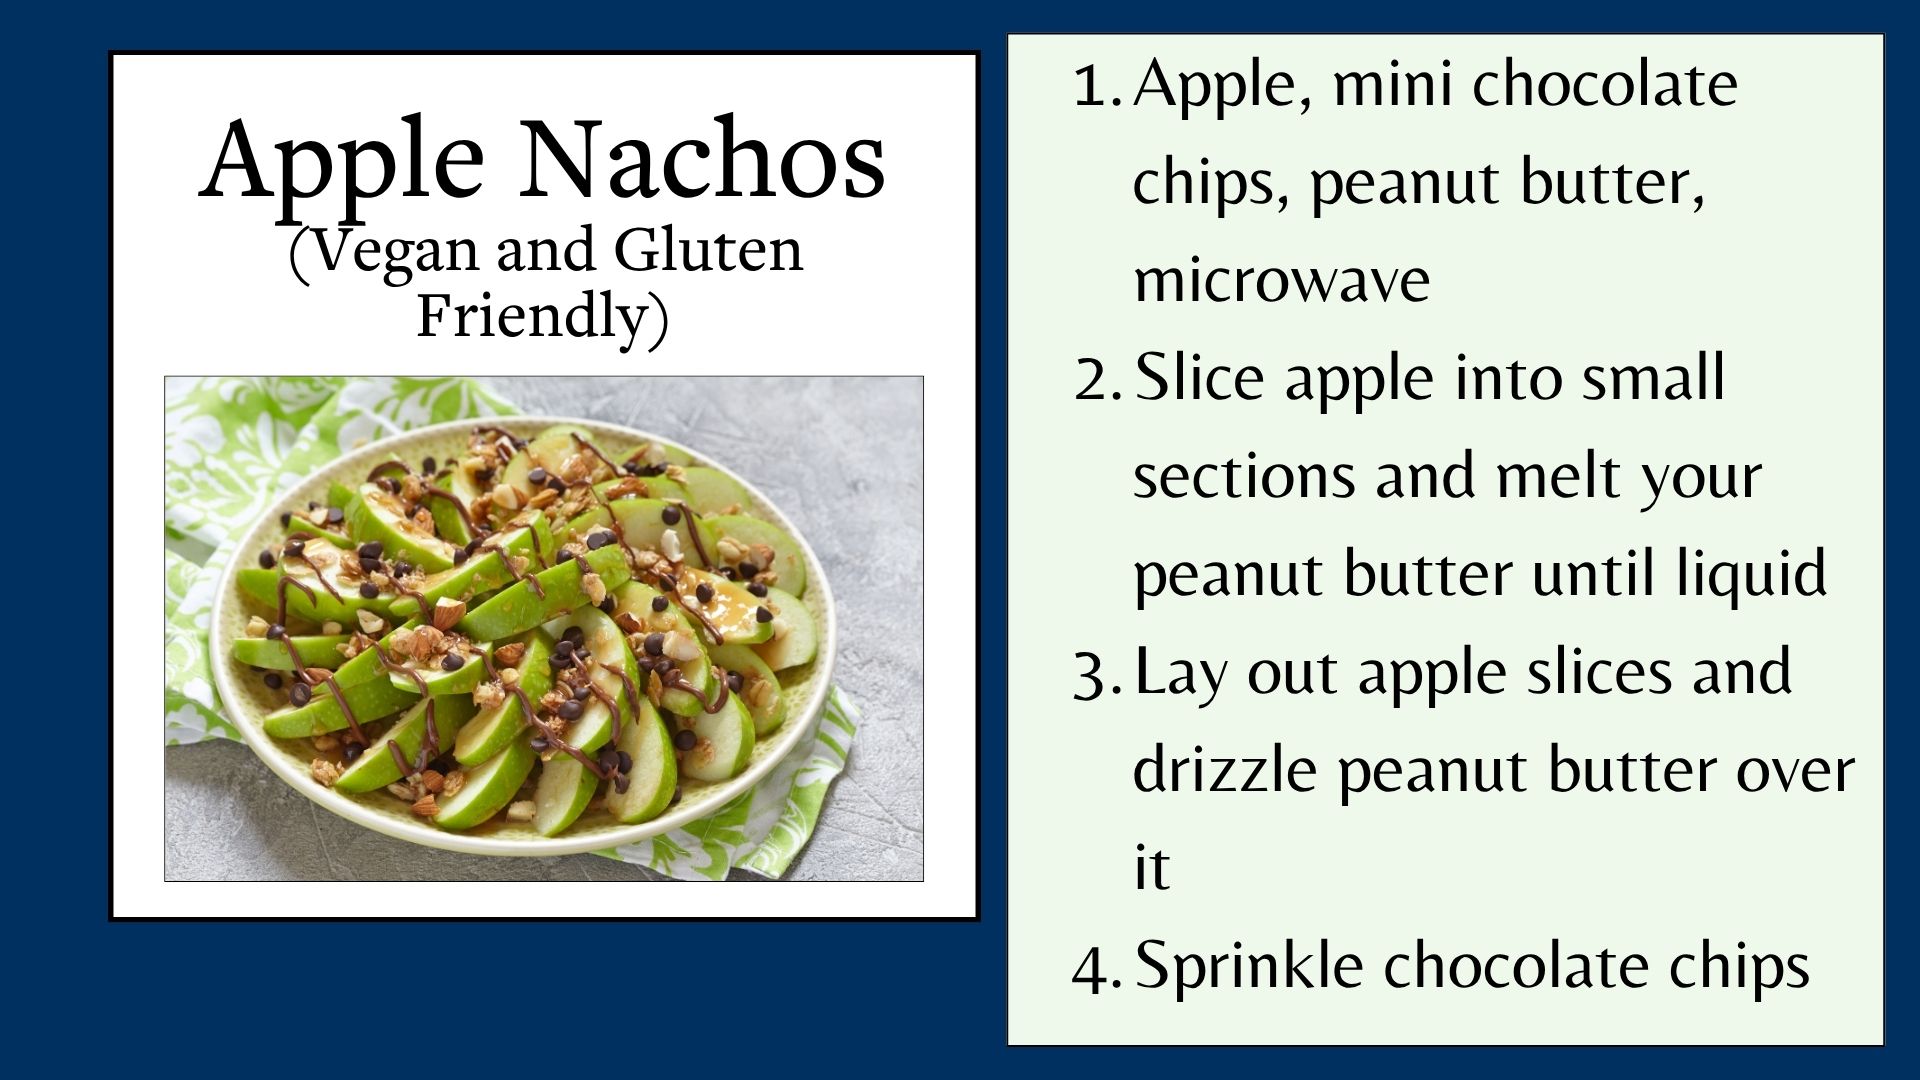 Apple Nachos
(Vegan and Gluten
Friendly)
1. Apple, mini chocolate
chips, peanut butter,
microwave
2. Slice apple into small
sections and melt your
peanut butter until liquid
3. Lay out apple slices and
drizzle peanut butter over
it
4. Sprinkle chocolate chips